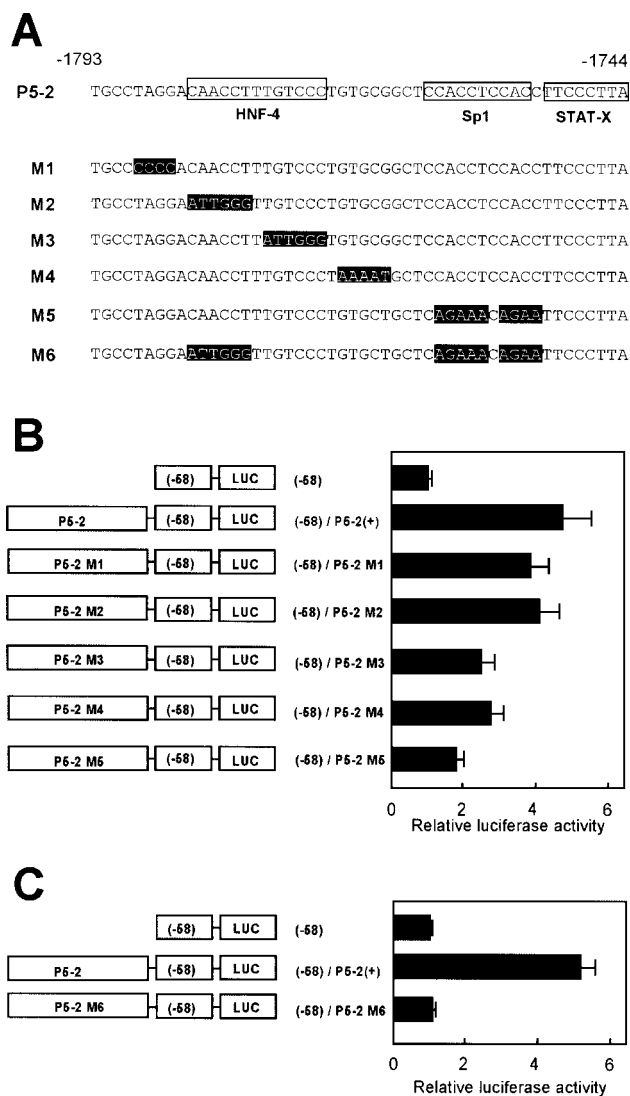 A
-1793 -1744
P5-2 TGCCTAGGACAACCTTTGTCCCTGTGCGGCTCCACCTCCACCTTCCCTTA
HNF-4 Sp1 STAT-X
M1 TGCCCCCCACAACCTTTGTCCCTGTGCGGCTCCACCTCCACCTTCCCTTA
M2 TGCCTAGGAATTGGGTTGTCCCTGTGCGGCTCCACCTCCACCTTCCCTTA
M3 TGCCTAGGACAACCTTATTGGGTGTGCGGCTCCACCTCCACCTTCCCTTA
M4 TGCCTAGGACAACCTTTGTCCCTAAAATGCTCCACCTCCACCTTCCCTTA
M5 TGCCTAGGACAACCTTTGTCCCTGTGCTGCTCAGAAACAGAATTCCCTTA
M6 TGCCTAGGAATTGGGTTGTCCCTGTGCTGCTCAGAAACAGAATTCCCTTA
B
(-58) LUC (-58)
P5-2 (-58) LUC (-58) / P5-2(+)
P5-2 M1 (-58) LUC (-58) / P5-2 M1
P5-2 M2 (-58) LUC (-58) / P5-2 M2
P5-2 M3 (-58) LUC (-58) / P5-2 M3
P5-2 M4 (-58) LUC (-58) / P5-2 M4
P5-2 M5 (-58) LUC (-58) / P5-2 M5
0 2 4 6
Relative luciferase activity
C
(-58) LUC (-58)
P5-2 (-58) LUC (-58) / P5-2(+)
P5-2 M6 (-58) LUC (-58) / P5-2 M6
0 2 4 6
Relative luciferase activity